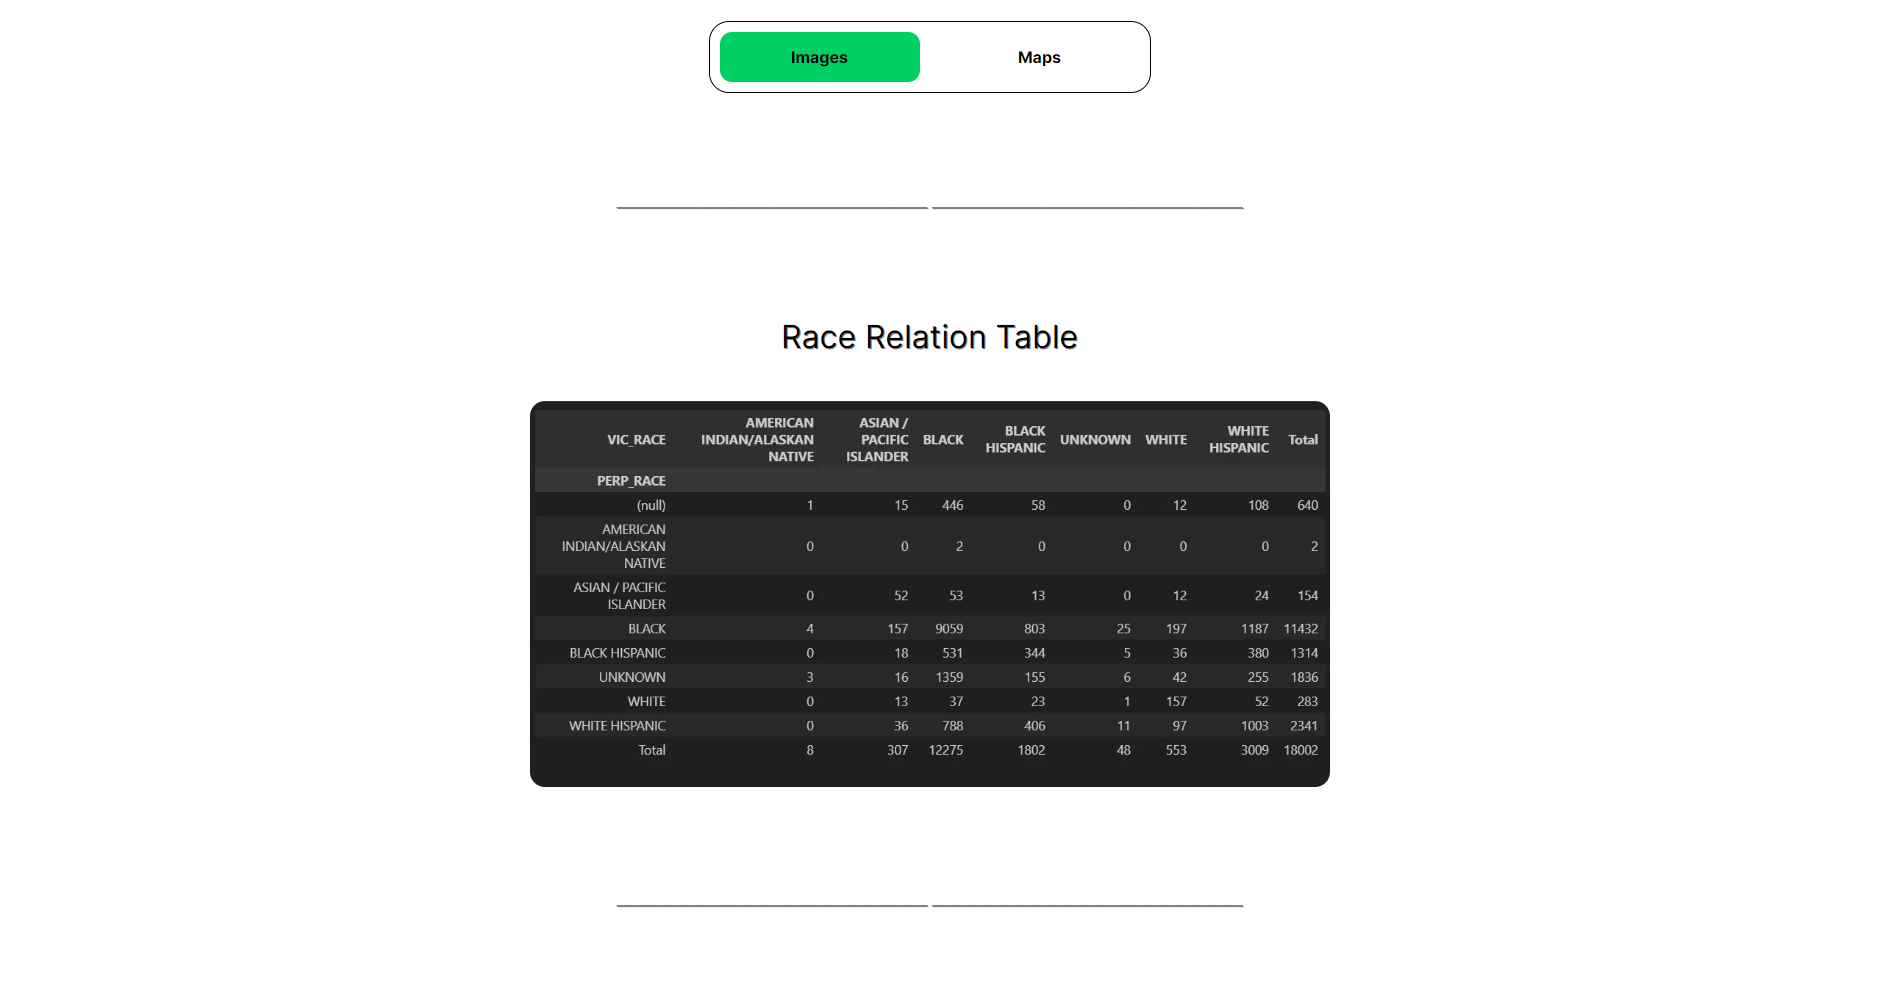 Images Maps
Race Relation Table
VIC_RACE AMERICAN INDIAN/ALASKAN NATIVE ASIAN / PACIFIC ISLANDER BLACK BLACK HISPANIC UNKNOWN WHITE WHITE HISPANIC Total
PERP_RACE
(null) 1 15 446 58 0 12 108 640
AMERICAN INDIAN/ALASKAN NATIVE 0 0 2 0 0 0 0 2
ASIAN / PACIFIC ISLANDER 0 52 53 13 0 12 24 154
BLACK 4 157 9059 803 25 197 1187 11432
BLACK HISPANIC 0 18 531 344 5 36 380 1314
UNKNOWN 3 16 1359 155 6 42 255 1836
WHITE 0 13 37 23 1 157 52 283
WHITE HISPANIC 0 36 788 406 11 97 1003 2341
Total 8 307 12275 1802 48 553 3009 18002